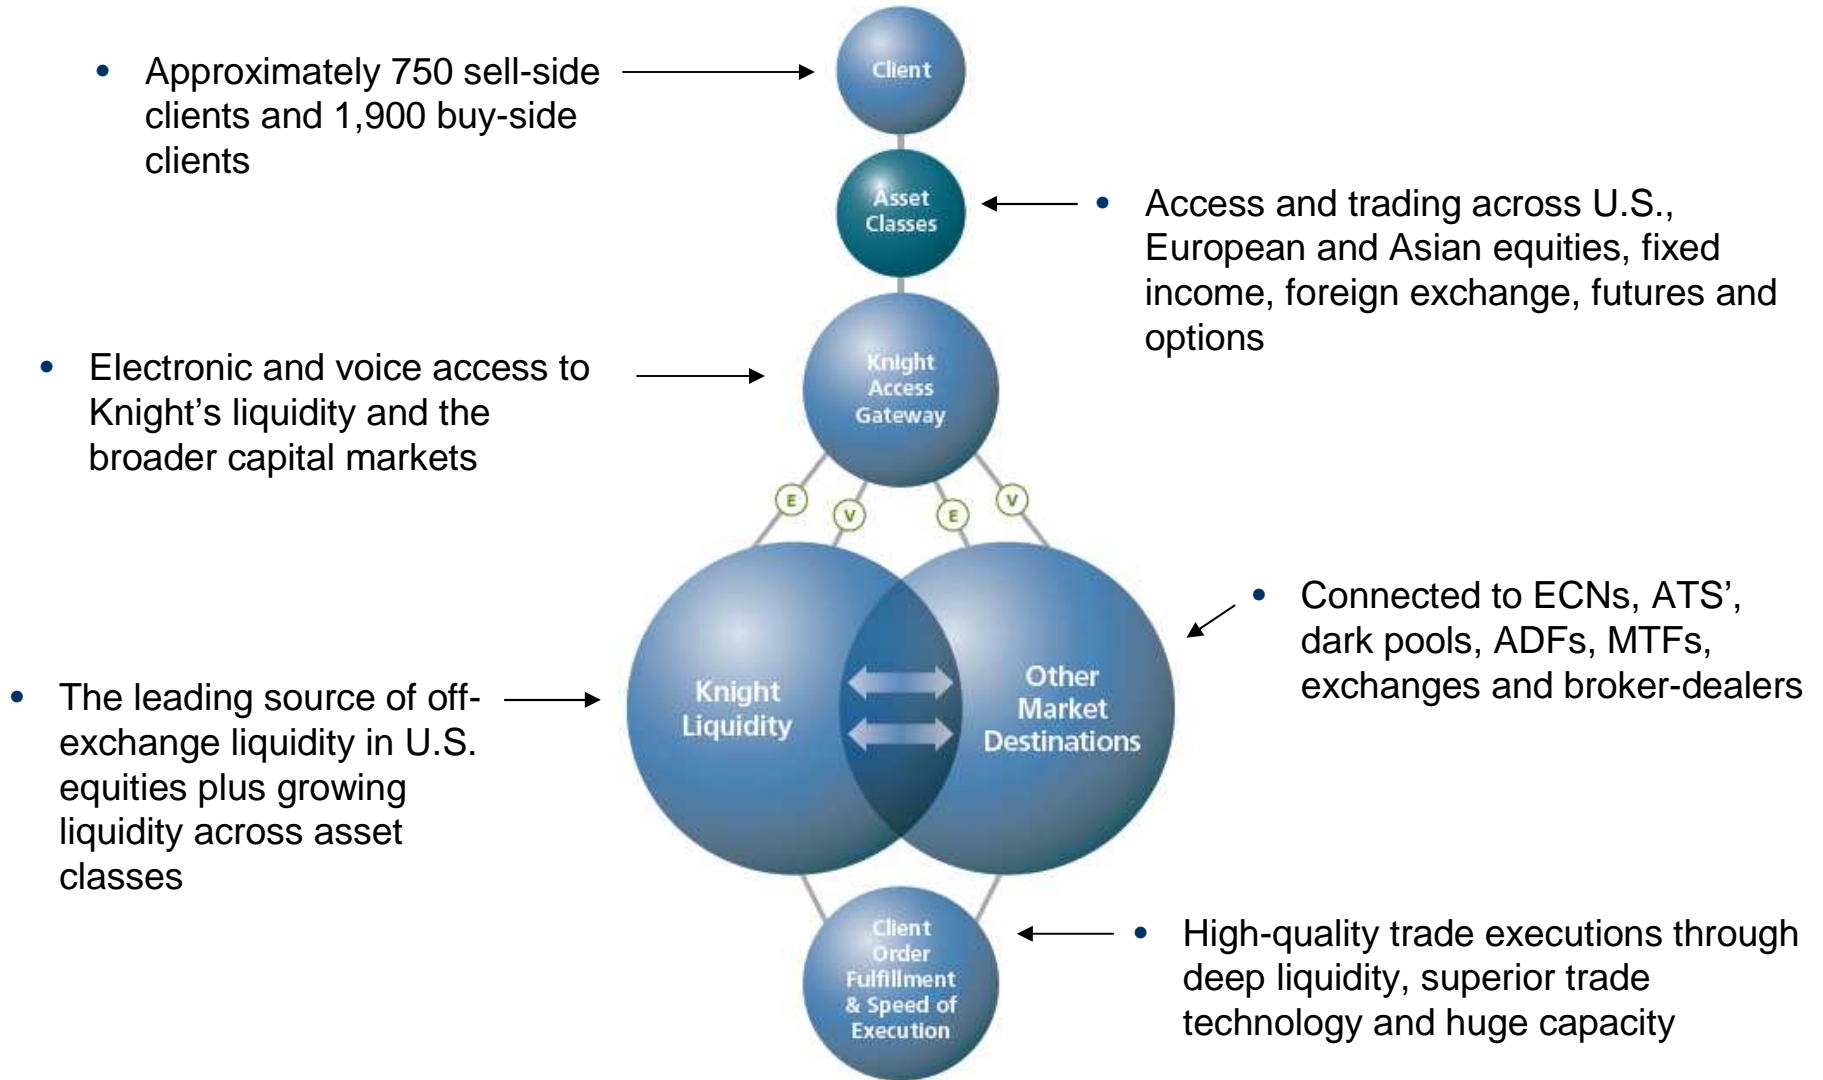 Client
• Approximately 750 sell-side
clients and 1,900 buy-side
clients
Asset
Classes
• Access and trading across U.S.,
European and Asian equities, fixed
income, foreign exchange, futures and
options
Knight
Access
Gateway
• Electronic and voice access to
Knight’s liquidity and the
broader capital markets
E
V
E
V
• Connected to ECNs, ATS’,
dark pools, ADFs, MTFs,
exchanges and broker-dealers
Knight
Liquidity
Other
Market
Destinations
• The leading source of off-
exchange liquidity in U.S.
equities plus growing
liquidity across asset
classes
Client
Order
Fulfillment
& Speed of
Execution
• High-quality trade executions through
deep liquidity, superior trade
technology and huge capacity